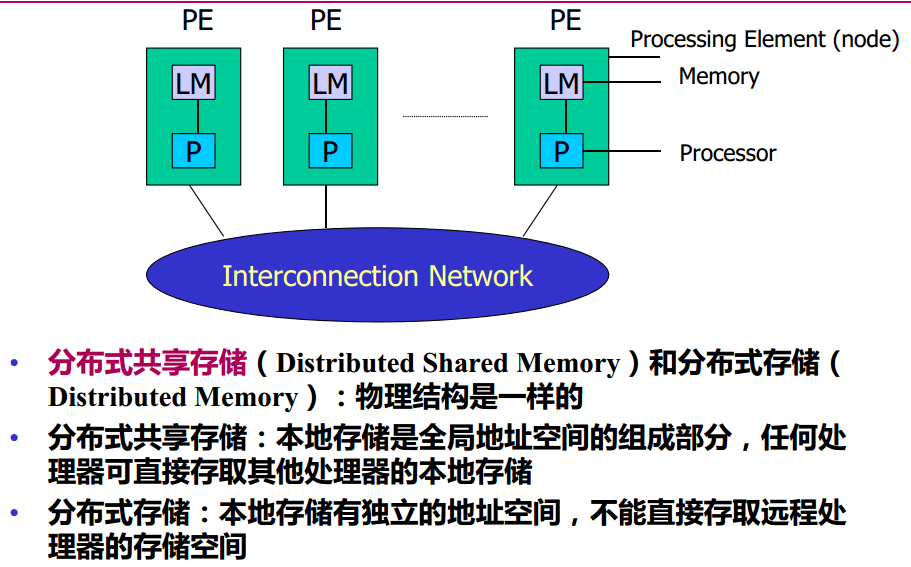 PE PE PE
Processing Element (node)
LM LM LM Memory
P P P Processor
Interconnection Network
• 分布式共享存储（Distributed Shared Memory）和分布式存储（
Distributed Memory）：物理结构是一样的
• 分布式共享存储：本地存储是全局地址空间的组成部分，任何处
理器可直接存取其他处理器的本地存储
• 分布式存储：本地存储有独立的地址空间，不能直接存取远程处
理器的存储空间